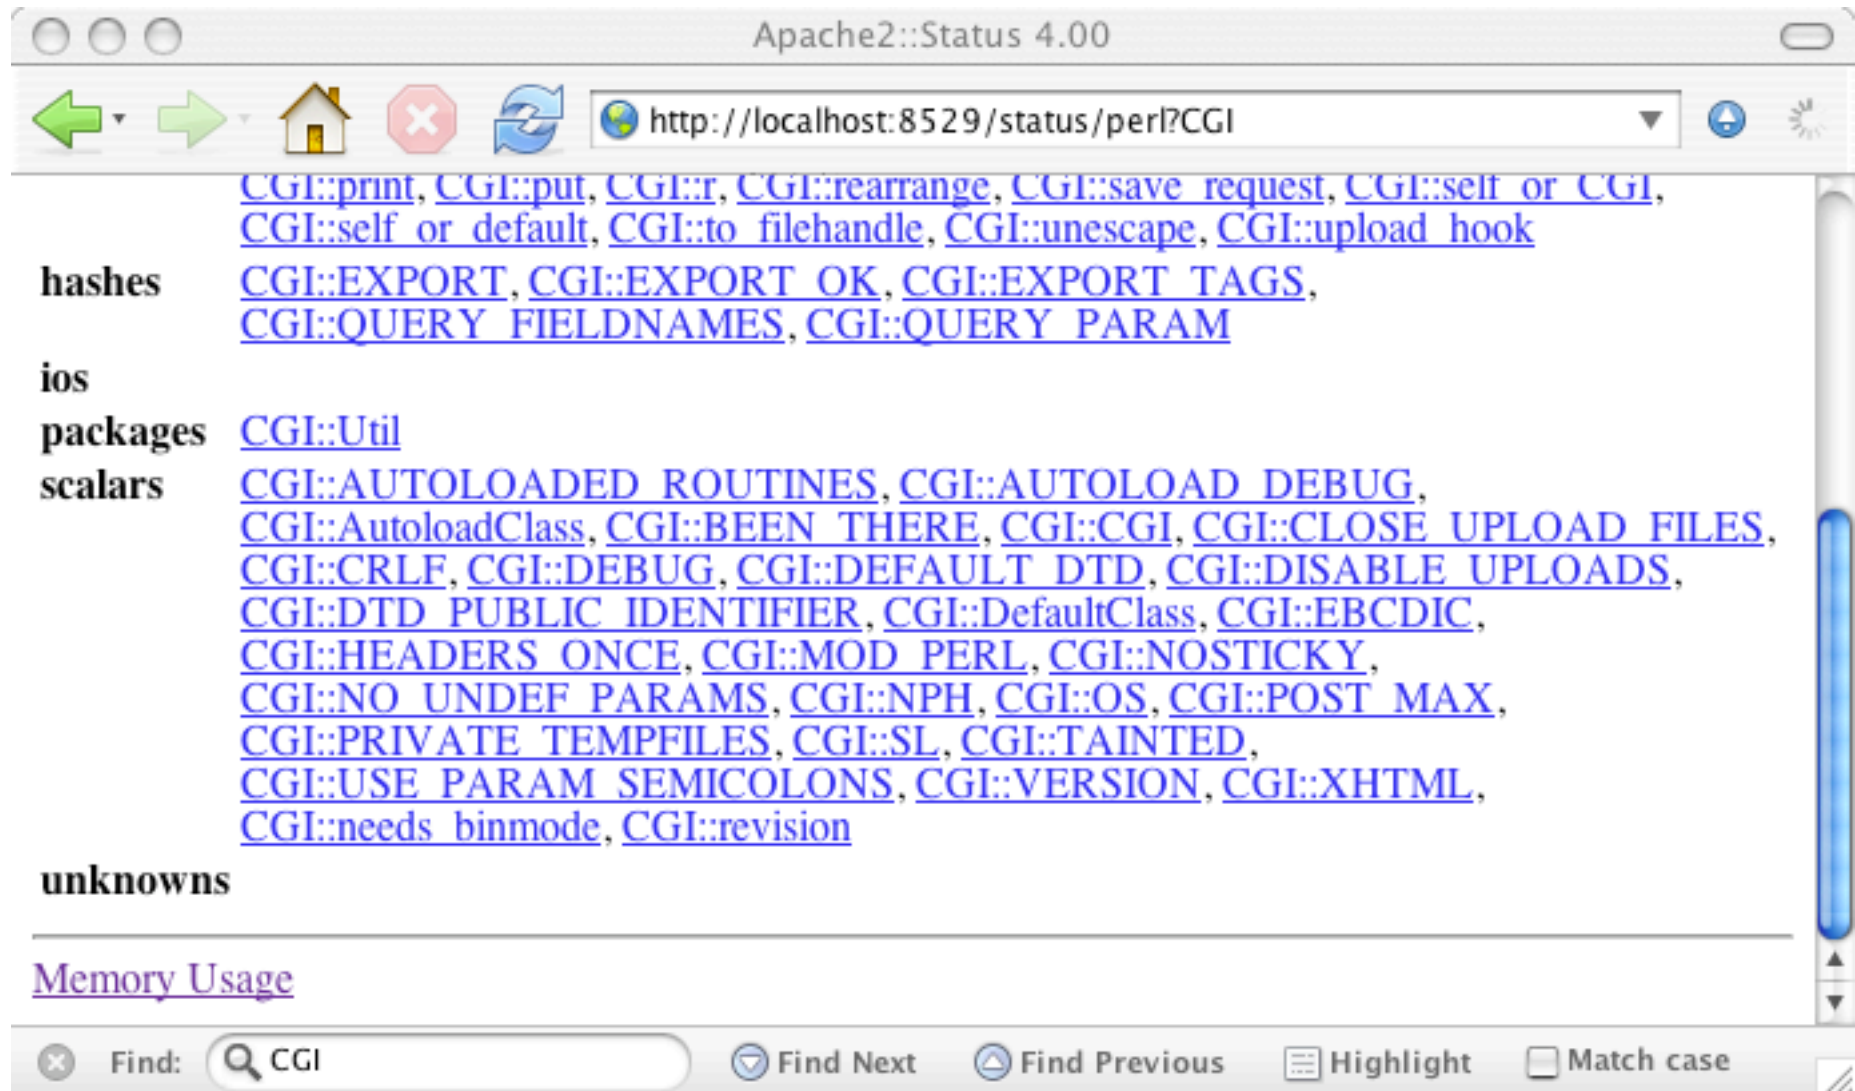 Apache2::Status 4.00
http://localhost:8529/status/perl?CGI
CGI::print, CGI::put, CGI::r, CGI::rearrange, CGI::save_request, CGI::self_or_CGI,
CGI::self_or_default, CGI::to_filehandle, CGI::unescape, CGI::upload_hook
hashes CGI::EXPORT, CGI::EXPORT_OK, CGI::EXPORT_TAGS,
CGI::QUERY_FIELDNAMES, CGI::QUERY_PARAM
ios
packages CGI::Util
scalars CGI::AUTOLOADED_ROUTINES, CGI::AUTOLOAD_DEBUG,
CGI::AutoloadClass, CGI::BEEN_THERE, CGI::CGI, CGI::CLOSE_UPLOAD_FILES,
CGI::CRLF, CGI::DEBUG, CGI::DEFAULT_DTD, CGI::DISABLE_UPLOADS,
CGI::DTD_PUBLIC_IDENTIFIER, CGI::DefaultClass, CGI::EBCDIC,
CGI::HEADERS_ONCE, CGI::MOD_PERL, CGI::NOSTICKY,
CGI::NO_UNDEF_PARAMS, CGI::NPH, CGI::OS, CGI::POST_MAX,
CGI::PRIVATE_TEMPFILES, CGI::SL, CGI::TAINTED,
CGI::USE_PARAM_SEMICOLONS, CGI::VERSION, CGI::XHTML,
CGI::needs_binmode, CGI::revision
unknowns
Memory Usage
Find: CGI Find Next Find Previous Highlight Match case